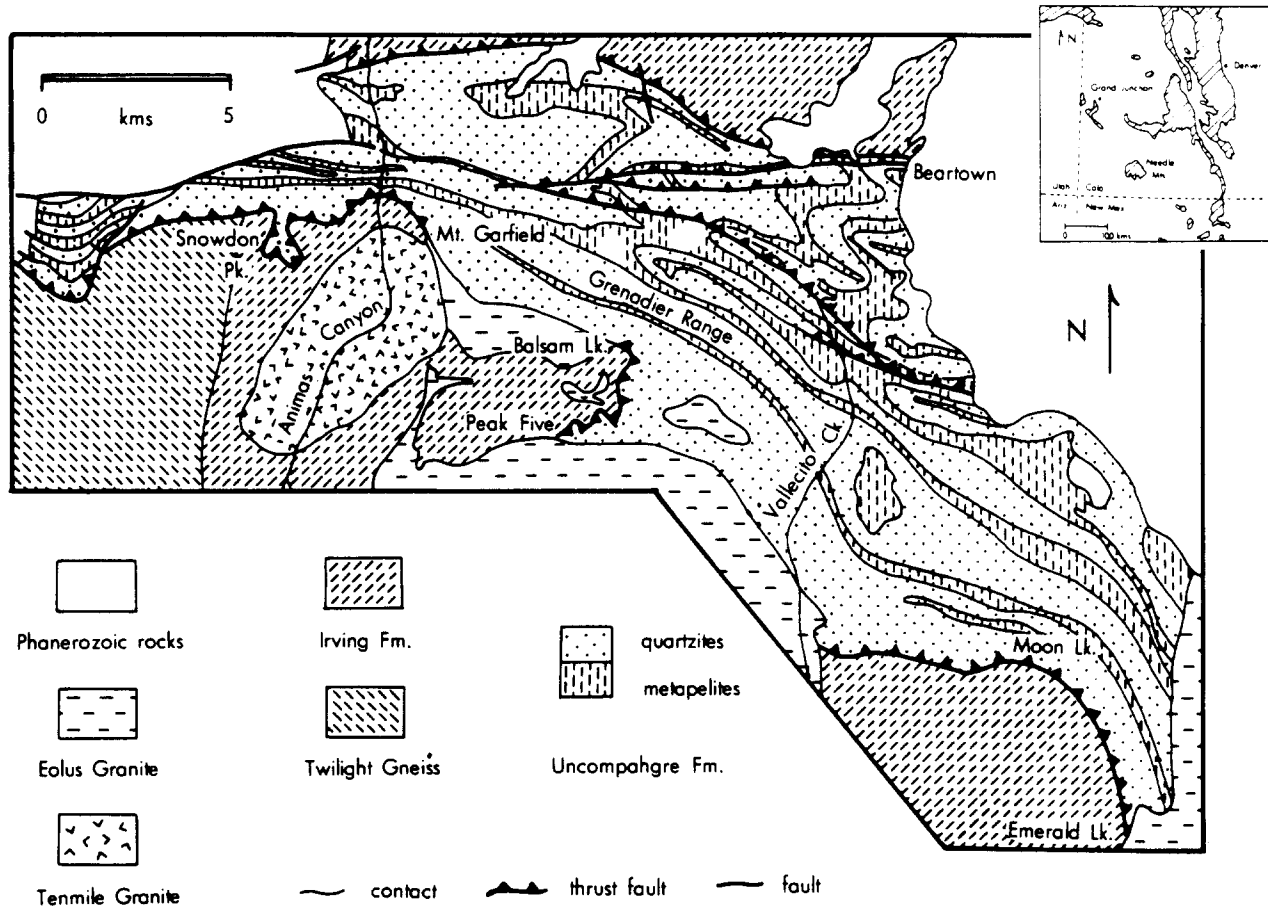 N
Denver
Grand Junction
Needle
Mts
Utah Colo
Ariz New Mex
0 100 kms
0 kms 5
Beartown
Snowdon
Pk.
Mt. Garfield
Animas Canyon
Grenadier Range
Balsam Lk.
Peak Five
Vallecito Ck.
N
Moon Lk.
Emerald Lk.
Phanerozoic rocks
Irving Fm.
quartzites
metapelites
Eolus Granite
Twilight Gneiss
Uncompahgre Fm.
Tenmile Granite
contact
thrust fault
fault